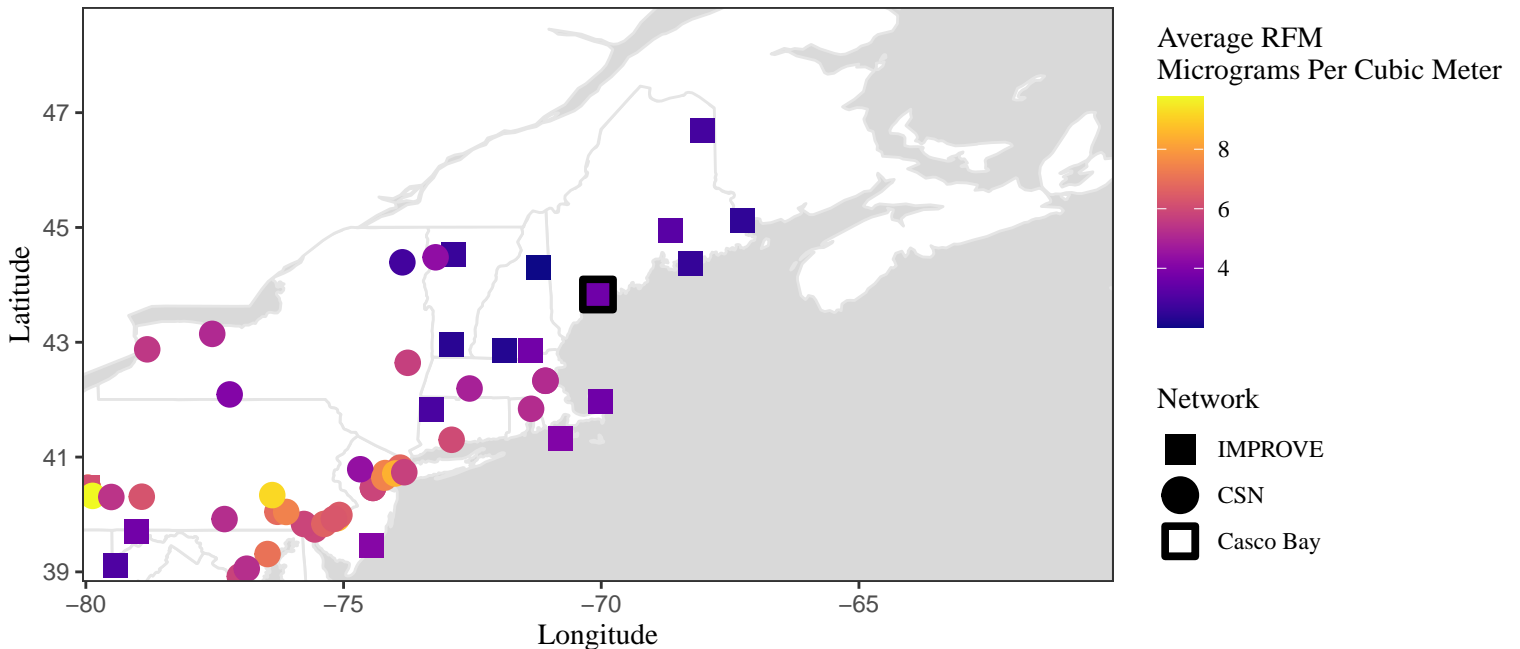 47
45
43
41
39
Latitude
−80
−75
−70
−65
Longitude
Average RFM
Micrograms Per Cubic Meter
8
6
4
Network
IMPROVE
CSN
Casco Bay